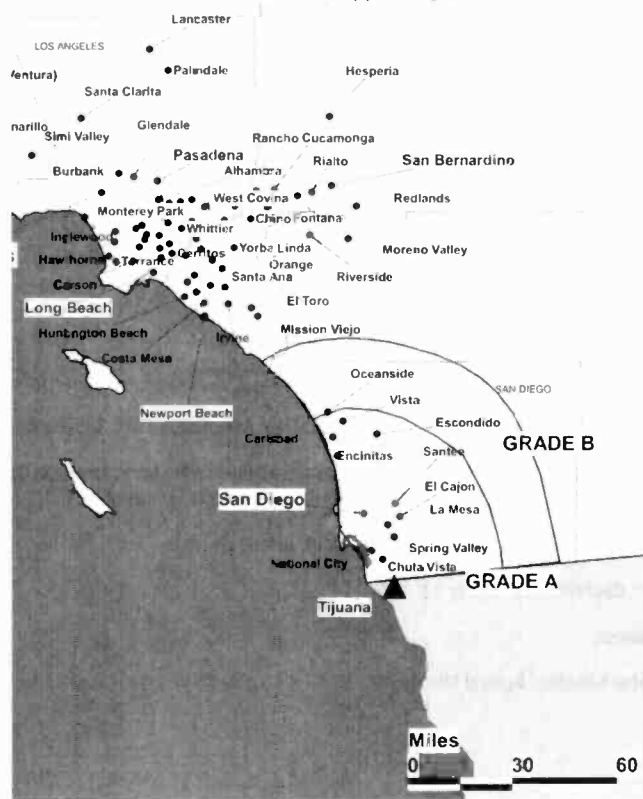 Lancaster
LOS ANGELES
Palmdale
Hesperia
Ventura)
Santa Clarita
narillo
Simi Valley
Glendale
Rancho Cucamonga
Pasadena
Rialto
San Bernardino
Burbank
Alhambra
West Covina
Redlands
Monterey Park
Chino
Fontana
Whittier
Inglewood
Yorba Linda
Moreno Valley
Hawthorne
Torrance
Cerritos
Orange
Riverside
Carson
Santa Ana
Long Beach
El Toro
Huntington Beach
Irvine
Mission Viejo
Costa Mesa
Oceanside
SAN DIEGO
Newport Beach
Vista
Escondido
Carlsbad
Santee
GRADE B
Encinitas
El Cajon
San Diego
La Mesa
Spring Valley
National City
Chula Vista
GRADE A
Tijuana
Miles
0 30 60